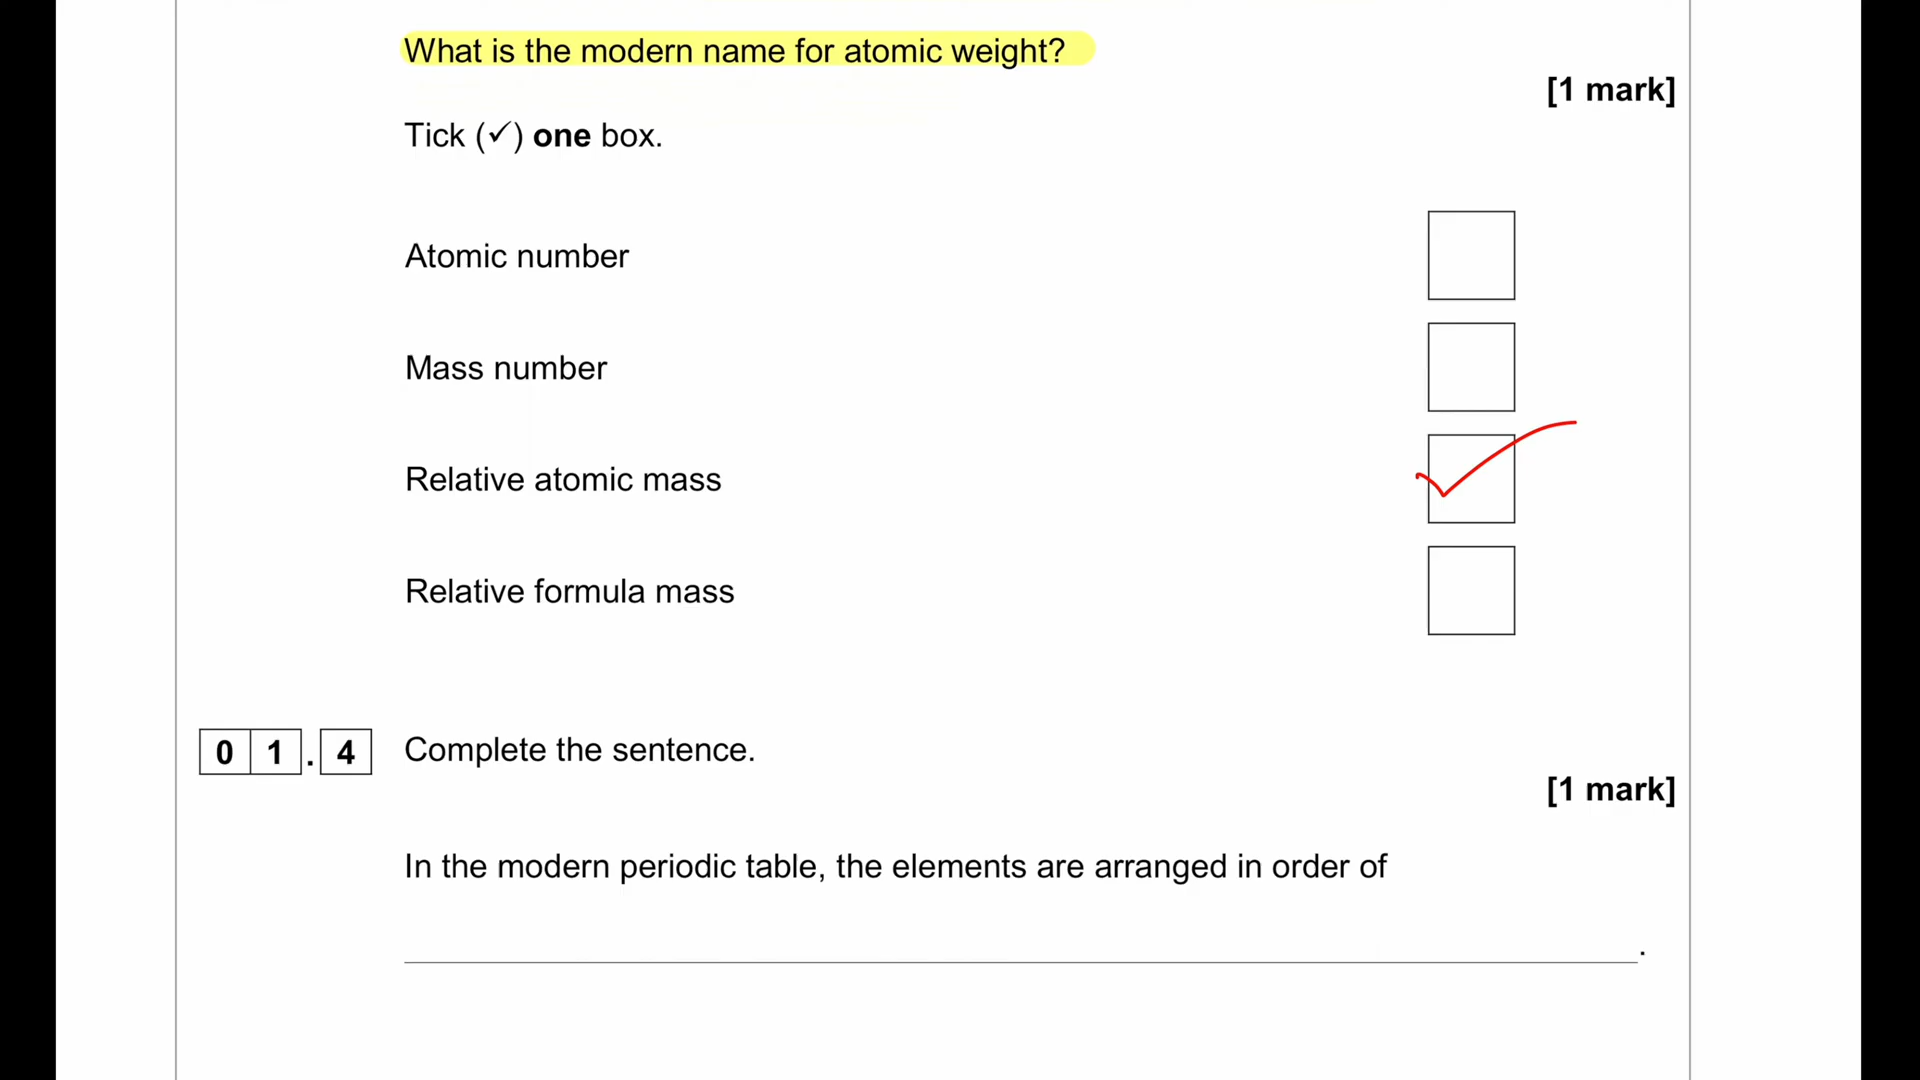 What is the modern name for atomic weight?
[1 mark]
Tick (✓) one box.
Atomic number
Mass number
Relative atomic mass
Relative formula mass
01.4 Complete the sentence.
[1 mark]
In the modern periodic table, the elements are arranged in order of
.